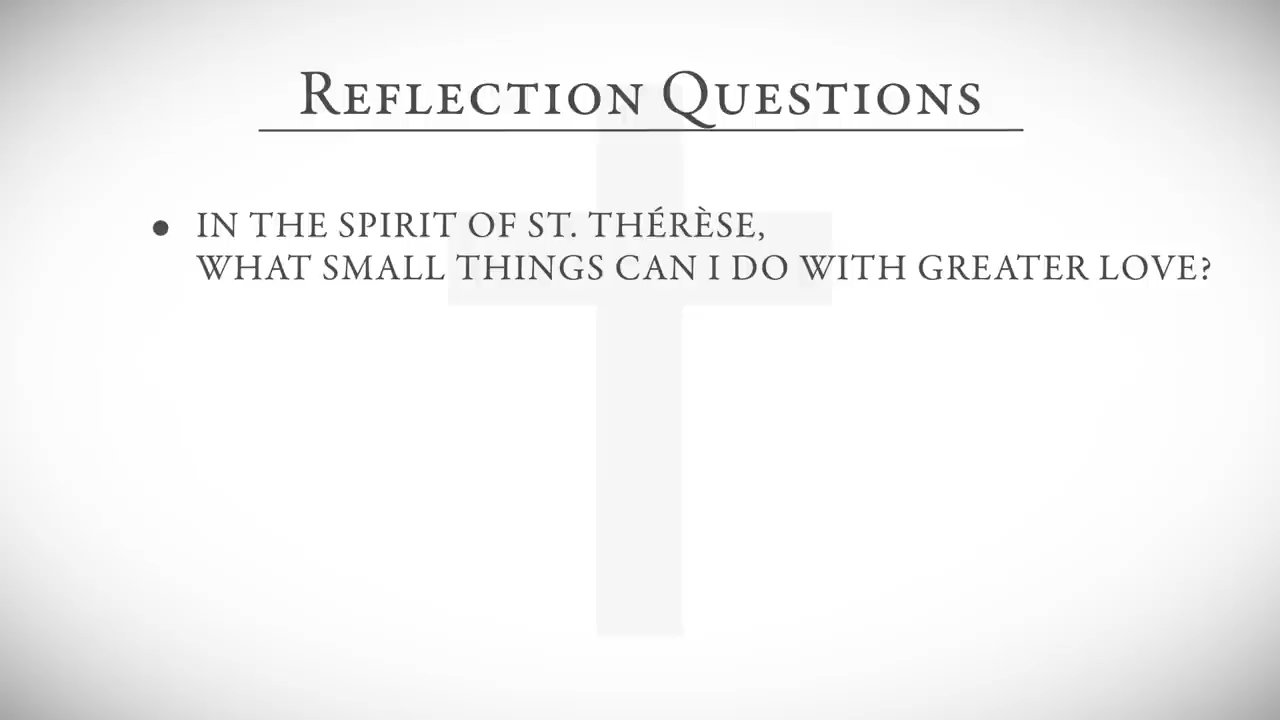 REFLECTION QUESTIONS
• IN THE SPIRIT OF ST. THÉRÈSE,
WHAT SMALL THINGS CAN I DO WITH GREATER LOVE?